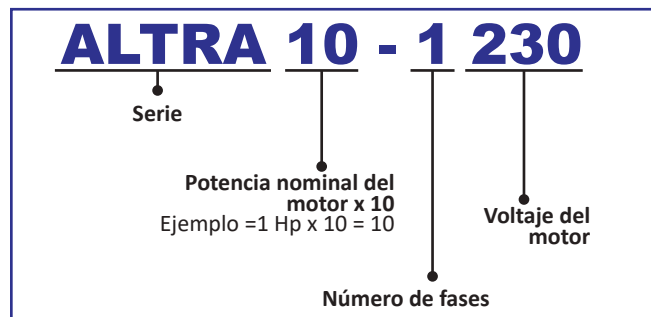 ALTRA 10 - 1 230
Serie
Potencia nominal del
motor x 10
Ejemplo =1 Hp x 10 = 10
Voltaje del
motor
Número de fases